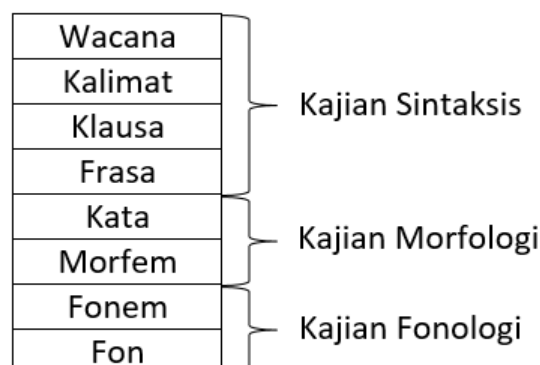 Wacana
Kalimat
Klausa
Frasa
Kata
Morfem
Fonem
Fon
Kajian Sintaksis
Kajian Morfologi
Kajian Fonologi